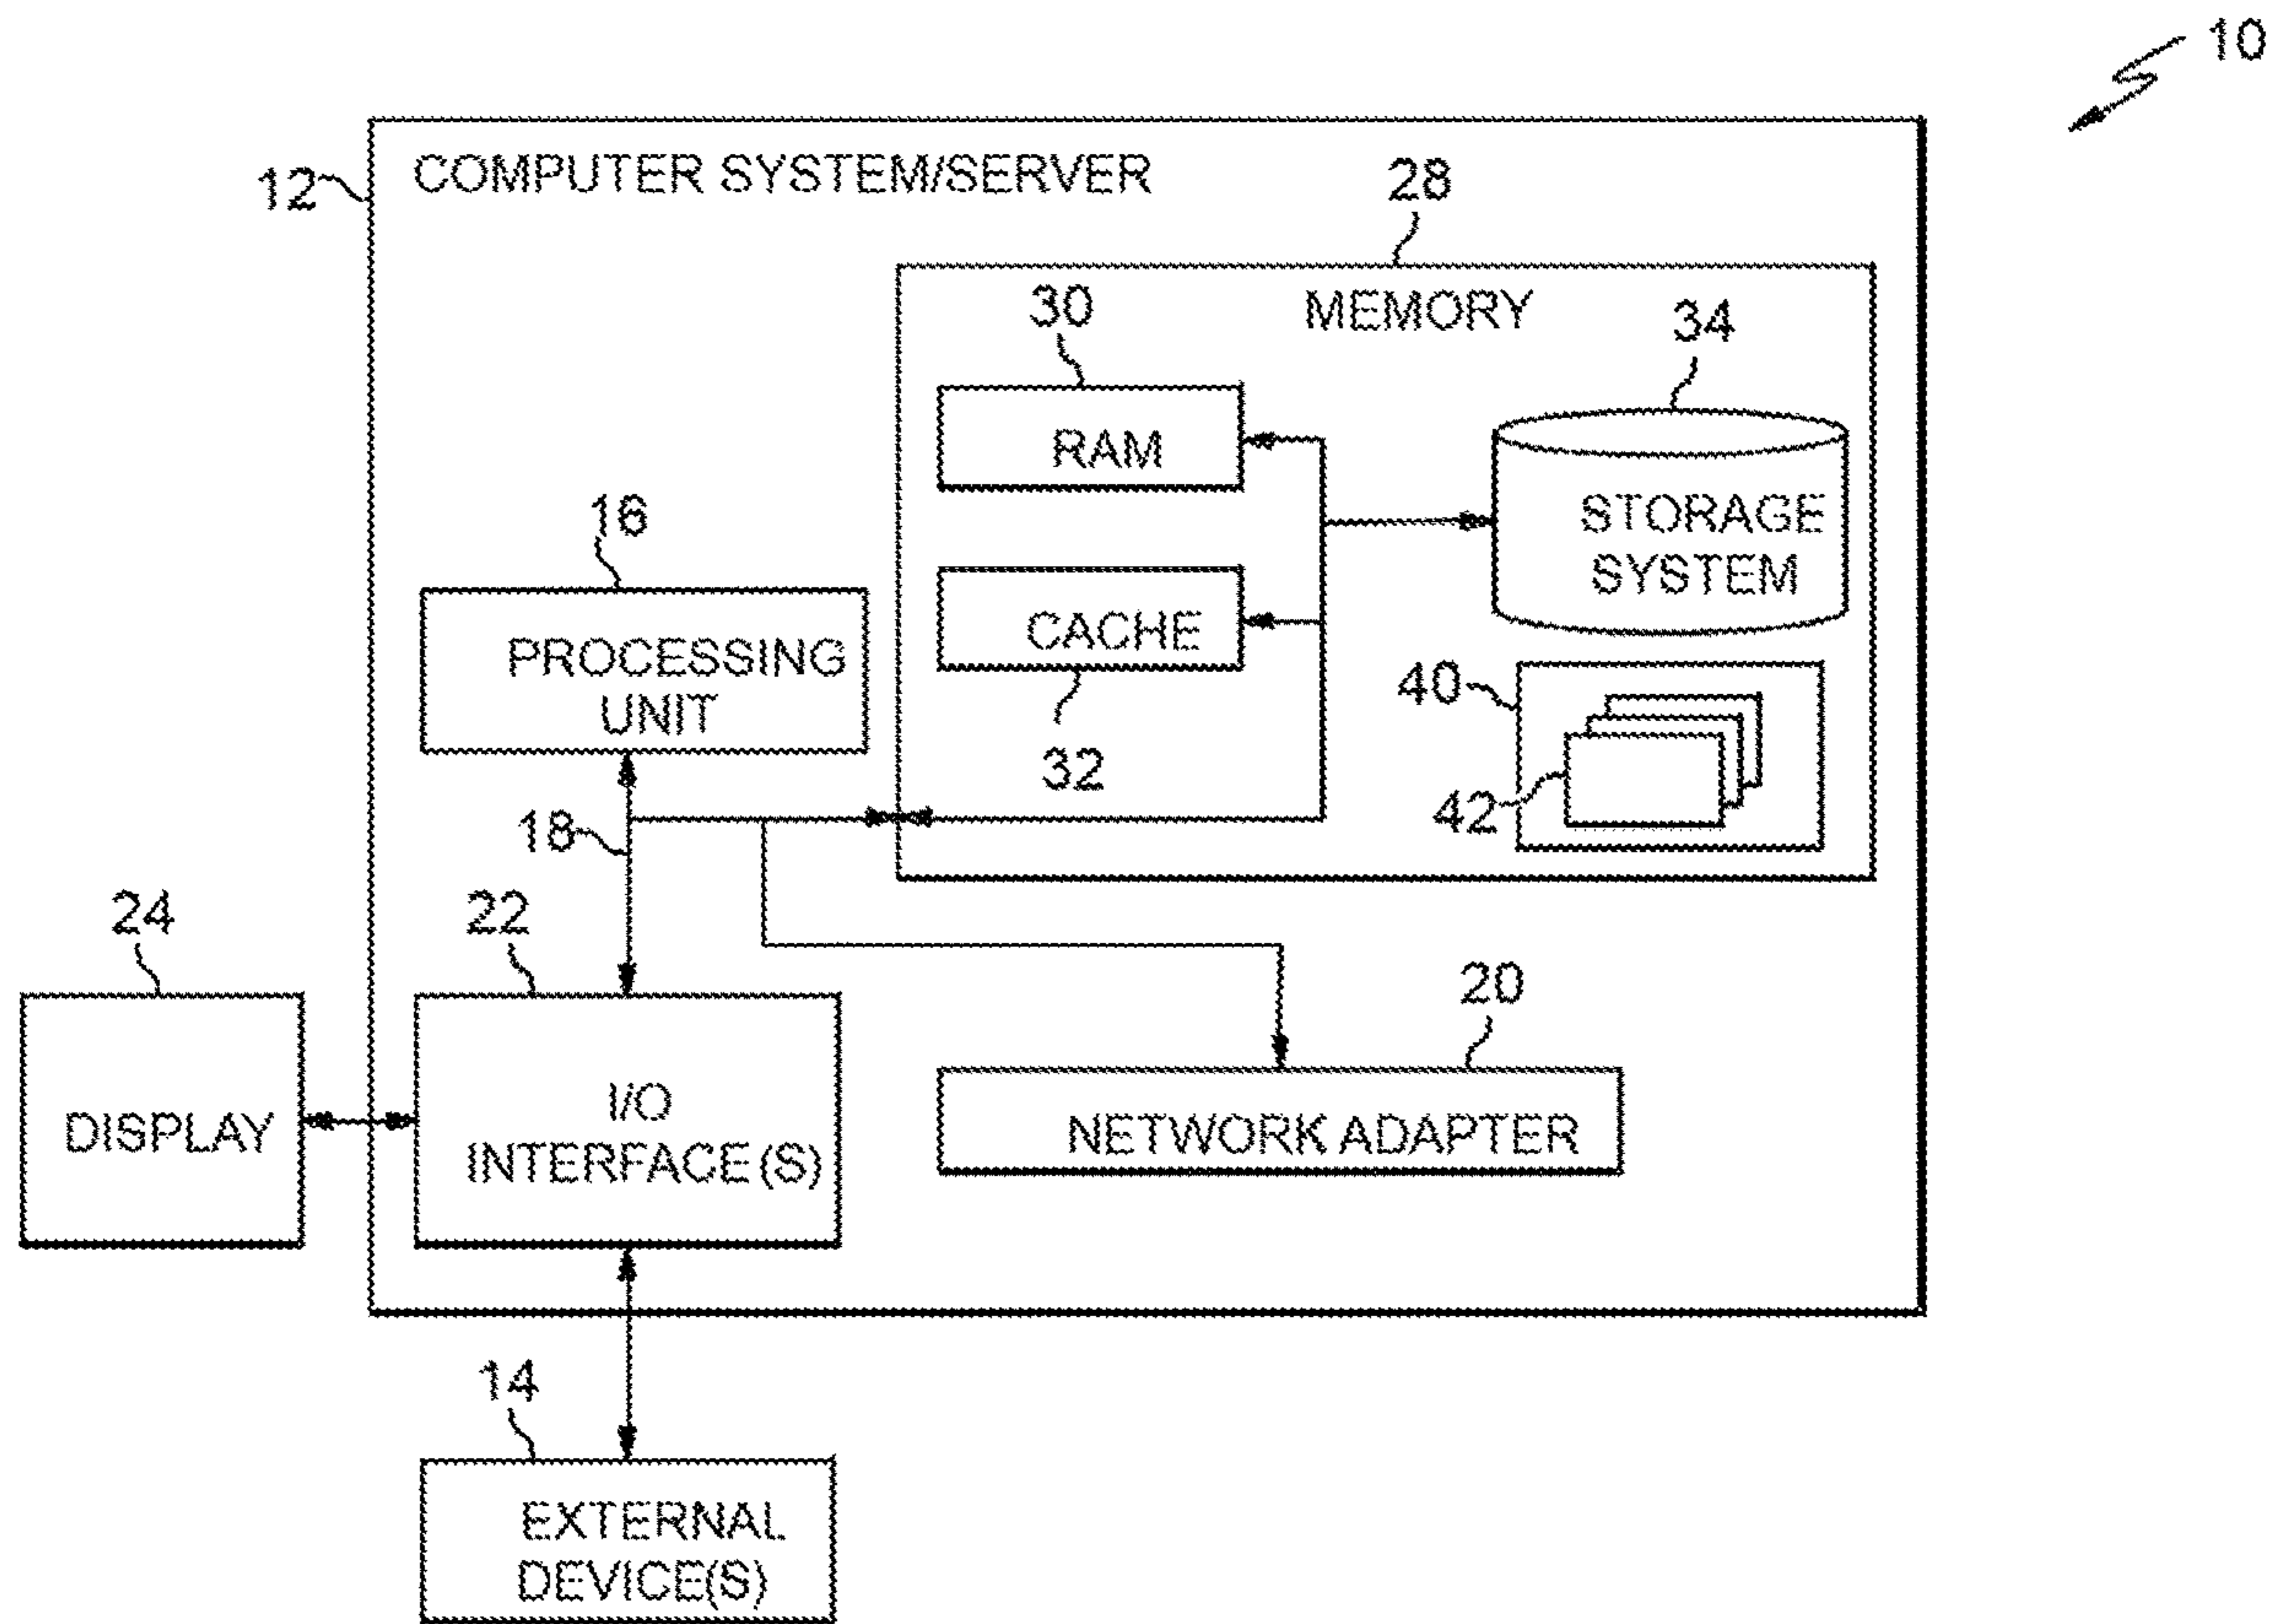 10
12
COMPUTER SYSTEM/SERVER
28
MEMORY
30
34
RAM
STORAGE
SYSTEM
16
CACHE
PROCESSING
UNIT
40
32
42
18
24
22
20
I/O
INTERFACE(S)
DISPLAY
NETWORK ADAPTER
14
EXTERNAL
DEVICE(S)